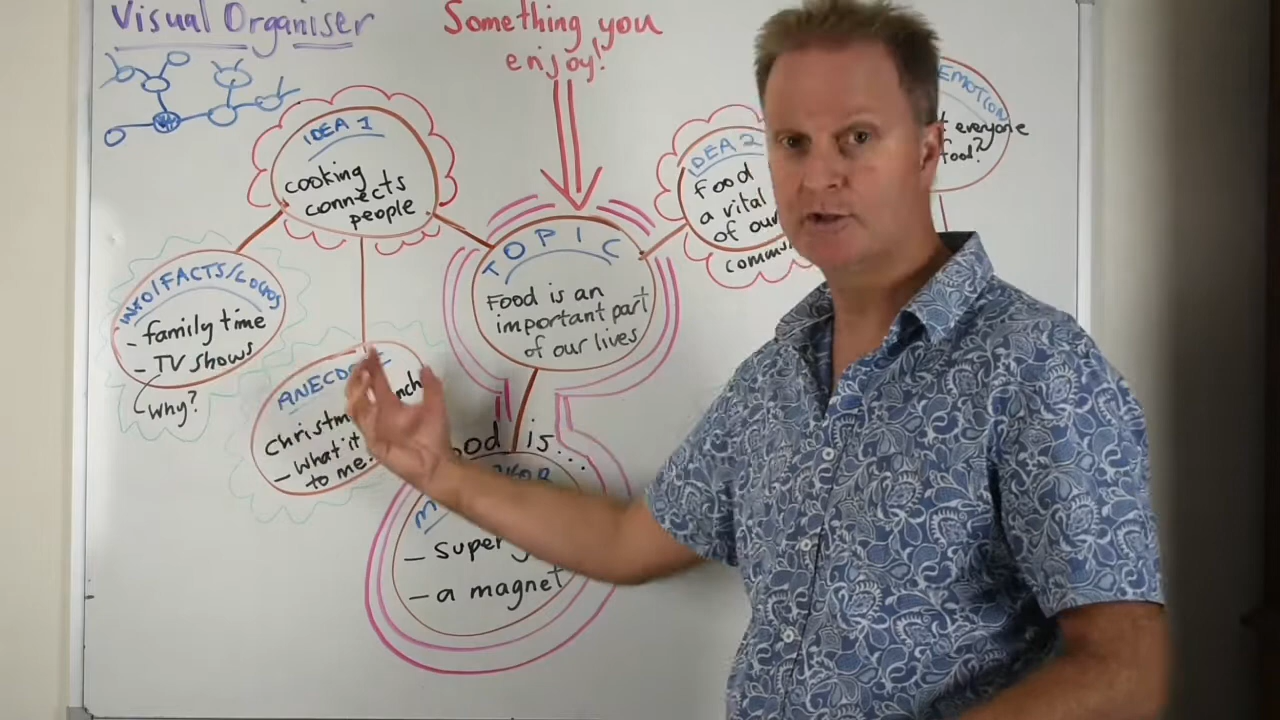 Visual Organiser
Something you
enjoy!
IDEA 1
cooking
connects
people
INFO/FACTS/LOGOS
- family time
- TV shows
why?
Christm
- What it
to me.
TOPIC
Food is an
important part
of our lives
is...
- super
- a magnet
IDEA 2
Food
a vital
of our
EMOTION
everyone
food?